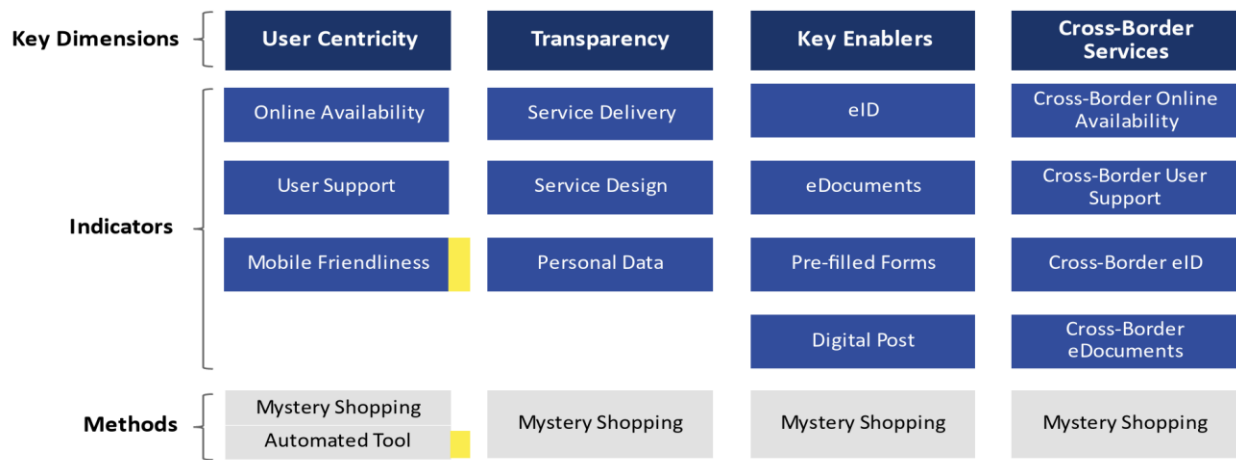 Key Dimensions
User Centricity
Transparency
Key Enablers
Cross-Border
Services
Indicators
Online Availability
Service Delivery
eID
Cross-Border Online
Availability
User Support
Service Design
eDocuments
Cross-Border User
Support
Mobile Friendliness
Personal Data
Pre-filled Forms
Cross-Border eID
Digital Post
Cross-Border
eDocuments
Methods
Mystery Shopping
Automated Tool
Mystery Shopping
Mystery Shopping
Mystery Shopping